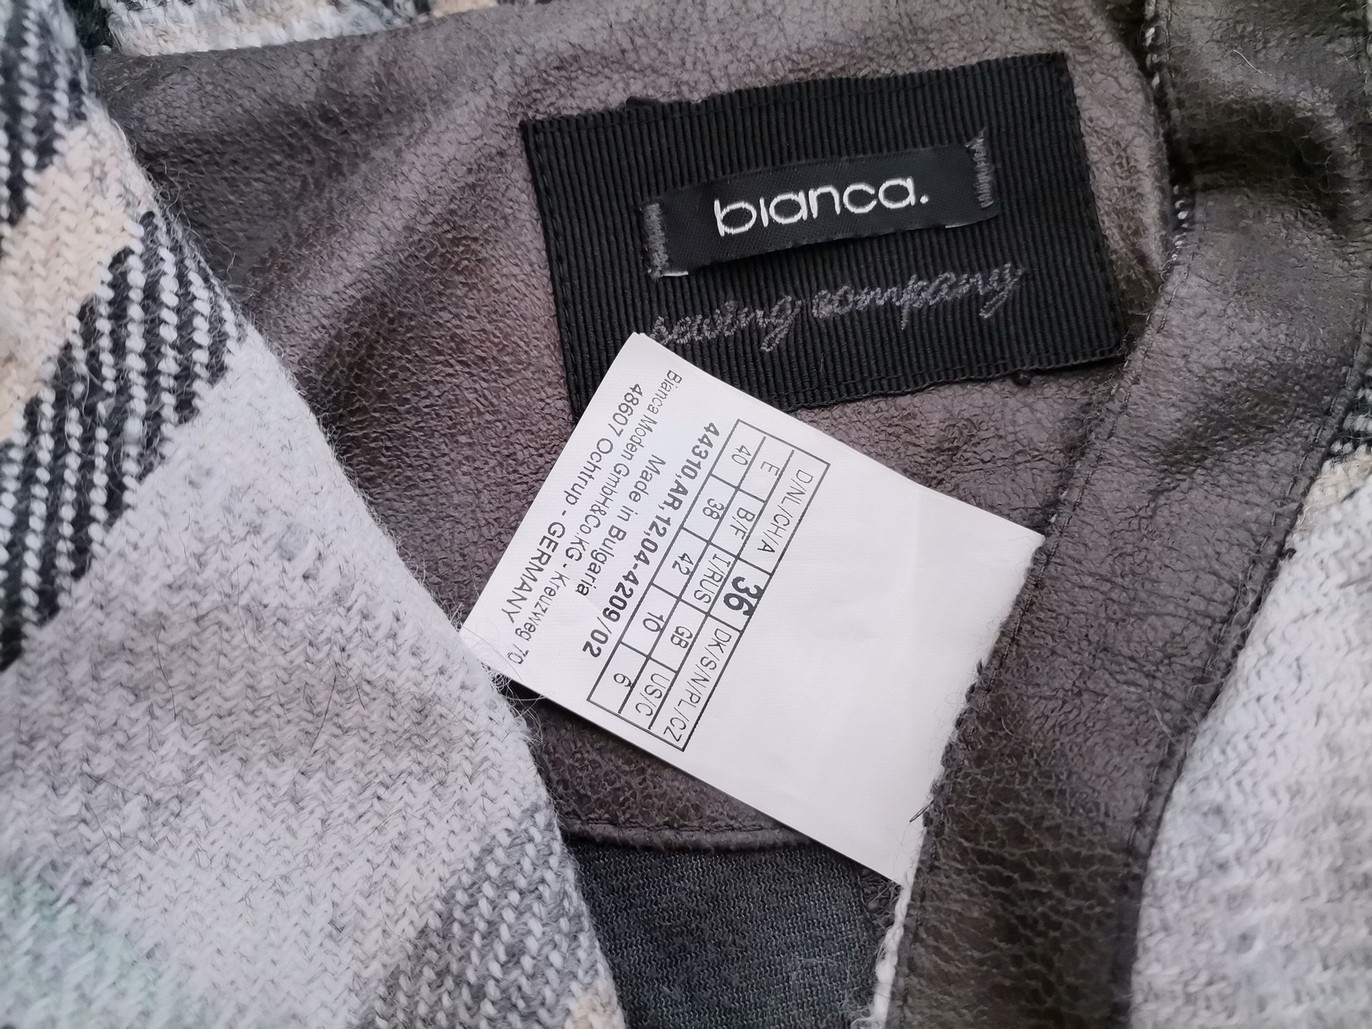 bianca.
sewing company
Bianca Moden GmbH&Co KG - Kreuzweg 70
48607 Ochtrup - GERMANY
Made in Bulgaria
44310,AR,12.04-4209/02
40 38 42 10 6
E B/F I/RUS GB US/C
D/NL/CH/A 36 DK/S/N/PL/CZ